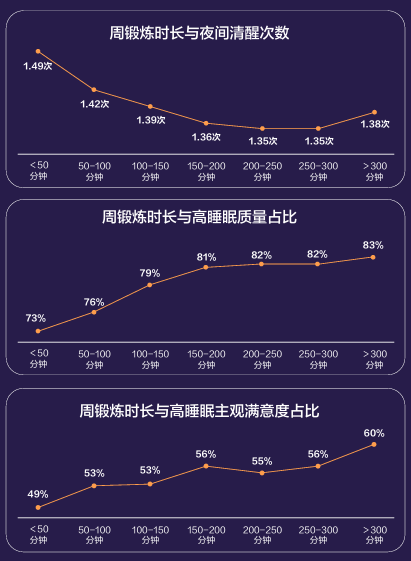 周锻炼时长与夜间清醒次数
1.49次
1.42次
1.39次
1.36次
1.35次
1.35次
1.38次
<50 50-100 100-150 150-200 200-250 250-300 >300
分钟 分钟 分钟 分钟 分钟 分钟 分钟
周锻炼时长与高睡眠质量占比
73%
76%
79%
81%
82%
82%
83%
<50 50-100 100-150 150-200 200-250 250-300 >300
分钟 分钟 分钟 分钟 分钟 分钟 分钟
周锻炼时长与高睡眠主观满意度占比
49%
53%
53%
56%
55%
56%
60%
<50 50-100 100-150 150-200 200-250 250-300 >300
分钟 分钟 分钟 分钟 分钟 分钟 分钟